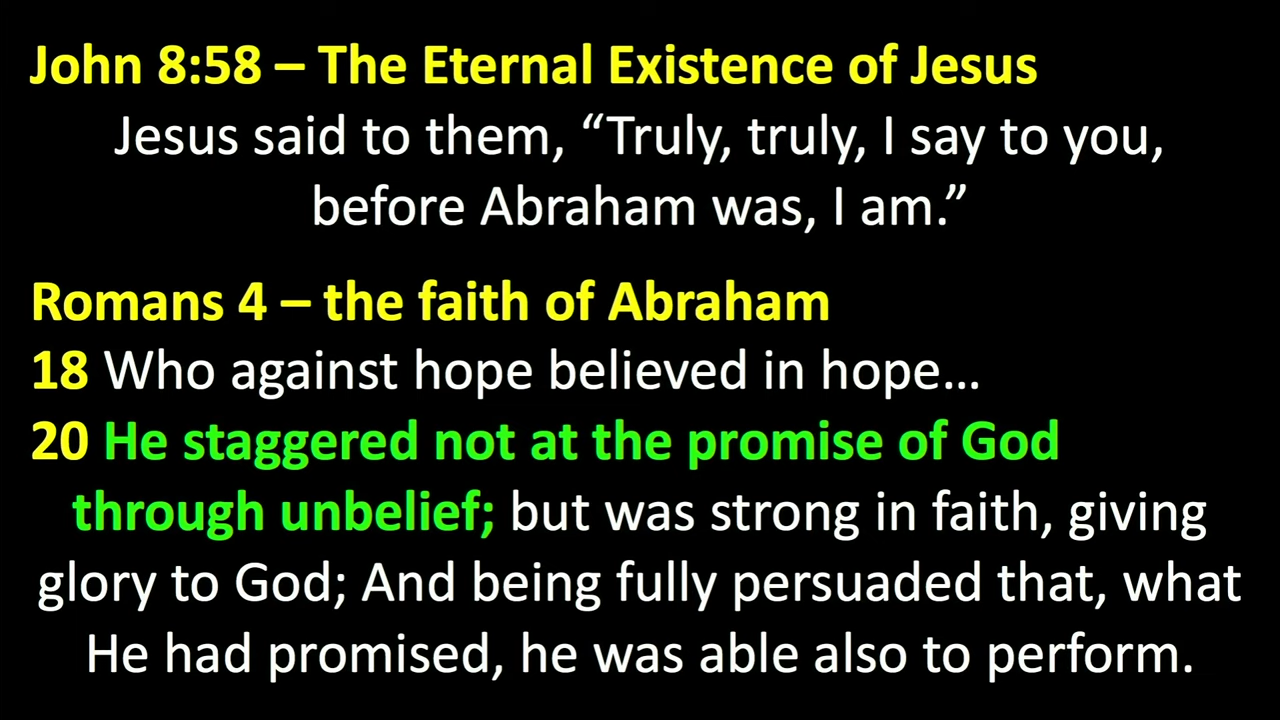 John 8:58 – The Eternal Existence of Jesus
Jesus said to them, “Truly, truly, I say to you,
before Abraham was, I am.”
Romans 4 – the faith of Abraham
18 Who against hope believed in hope…
20 He staggered not at the promise of God
through unbelief; but was strong in faith, giving
glory to God; And being fully persuaded that, what
He had promised, he was able also to perform.